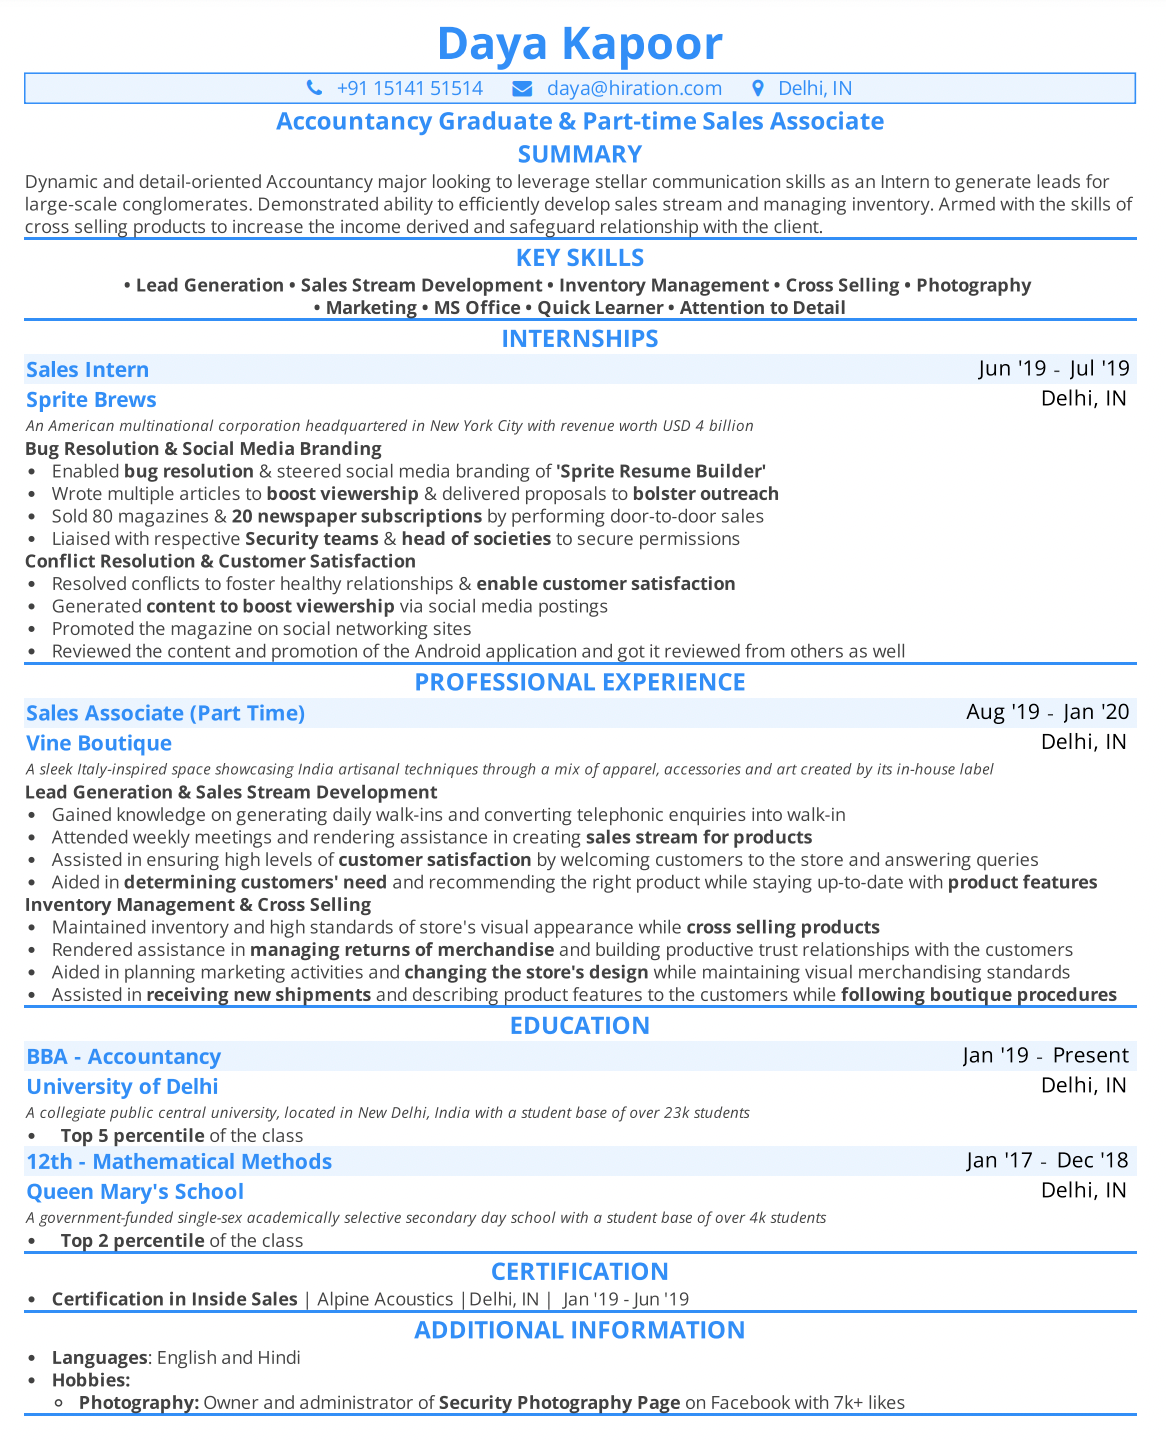 Daya Kapoor
+91 15141 51514 daya@hiration.com Delhi, IN
Accountancy Graduate & Part-time Sales Associate
SUMMARY
Dynamic and detail-oriented Accountancy major looking to leverage stellar communication skills as an Intern to generate leads for
large-scale conglomerates. Demonstrated ability to efficiently develop sales stream and managing inventory. Armed with the skills of
cross selling products to increase the income derived and safeguard relationship with the client.
KEY SKILLS
• Lead Generation • Sales Stream Development • Inventory Management • Cross Selling • Photography
• Marketing • MS Office • Quick Learner • Attention to Detail
INTERNSHIPS
Sales Intern Jun '19 - Jul '19
Sprite Brews Delhi, IN
An American multinational corporation headquartered in New York City with revenue worth USD 4 billion
Bug Resolution & Social Media Branding
• Enabled bug resolution & steered social media branding of 'Sprite Resume Builder'
• Wrote multiple articles to boost viewership & delivered proposals to bolster outreach
• Sold 80 magazines & 20 newspaper subscriptions by performing door-to-door sales
• Liaised with respective Security teams & head of societies to secure permissions
Conflict Resolution & Customer Satisfaction
• Resolved conflicts to foster healthy relationships & enable customer satisfaction
• Generated content to boost viewership via social media postings
• Promoted the magazine on social networking sites
• Reviewed the content and promotion of the Android application and got it reviewed from others as well
PROFESSIONAL EXPERIENCE
Sales Associate (Part Time) Aug '19 - Jan '20
Vine Boutique Delhi, IN
A sleek Italy-inspired space showcasing India artisanal techniques through a mix of apparel, accessories and art created by its in-house label
Lead Generation & Sales Stream Development
• Gained knowledge on generating daily walk-ins and converting telephonic enquiries into walk-in
• Attended weekly meetings and rendering assistance in creating sales stream for products
• Assisted in ensuring high levels of customer satisfaction by welcoming customers to the store and answering queries
• Aided in determining customers' need and recommending the right product while staying up-to-date with product features
Inventory Management & Cross Selling
• Maintained inventory and high standards of store's visual appearance while cross selling products
• Rendered assistance in managing returns of merchandise and building productive trust relationships with the customers
• Aided in planning marketing activities and changing the store's design while maintaining visual merchandising standards
• Assisted in receiving new shipments and describing product features to the customers while following boutique procedures
EDUCATION
BBA - Accountancy Jan '19 - Present
University of Delhi Delhi, IN
A collegiate public central university, located in New Delhi, India with a student base of over 23k students
• Top 5 percentile of the class
12th - Mathematical Methods Jan '17 - Dec '18
Queen Mary's School Delhi, IN
A government-funded single-sex academically selective secondary day school with a student base of over 4k students
• Top 2 percentile of the class
CERTIFICATION
• Certification in Inside Sales | Alpine Acoustics |Delhi, IN | Jan '19 - Jun '19
ADDITIONAL INFORMATION
• Languages: English and Hindi
• Hobbies:
◦ Photography: Owner and administrator of Security Photography Page on Facebook with 7k+ likes